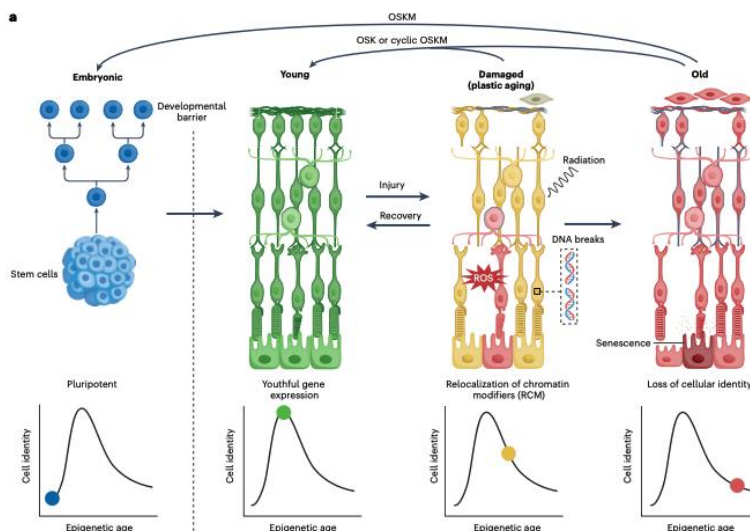 a
OSKM
OSK or cyclic OSKM
Embryonic
Young
Damaged
(plastic aging)
Old
Developmental
barrier
Radiation
Injury
Recovery
DNA breaks
Stem cells
ROS
Senescence
Pluripotent
Youthful gene
expression
Relocalization of chromatin
modifiers (RCM)
Loss of cellular identity
Cell identity
Cell identity
Cell identity
Cell identity
Epigenetic age
Epigenetic age
Epigenetic age
Epigenetic age